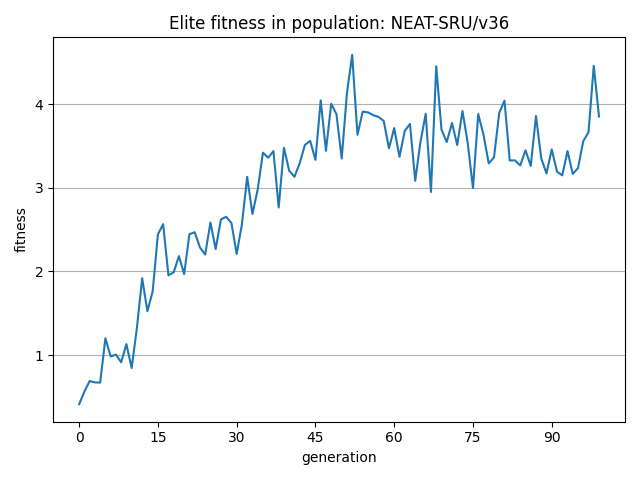 Elite fitness in population: NEAT-SRU/v36
4
3
2
1
fitness
0 15 30 45 60 75 90
generation